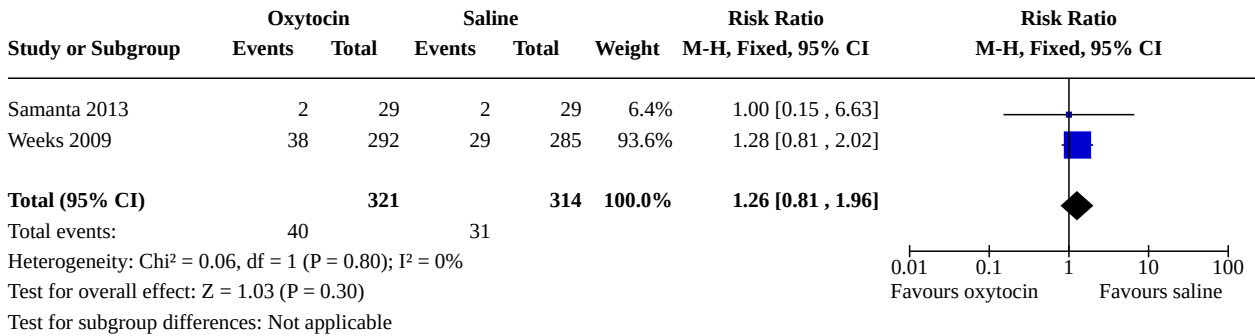 Oxytocin Saline Risk Ratio Risk Ratio
Study or Subgroup Events Total Events Total Weight M-H, Fixed, 95% CI M-H, Fixed, 95% CI
Samanta 2013 2 29 2 29 6.4% 1.00 [0.15 , 6.63]
Weeks 2009 38 292 29 285 93.6% 1.28 [0.81 , 2.02]
Total (95% CI) 321 314 100.0% 1.26 [0.81 , 1.96]
Total events: 40 31
Heterogeneity: Chi² = 0.06, df = 1 (P = 0.80); I² = 0%
0.01 0.1 1 10 100
Test for overall effect: Z = 1.03 (P = 0.30)
Favours oxytocin Favours saline
Test for subgroup differences: Not applicable